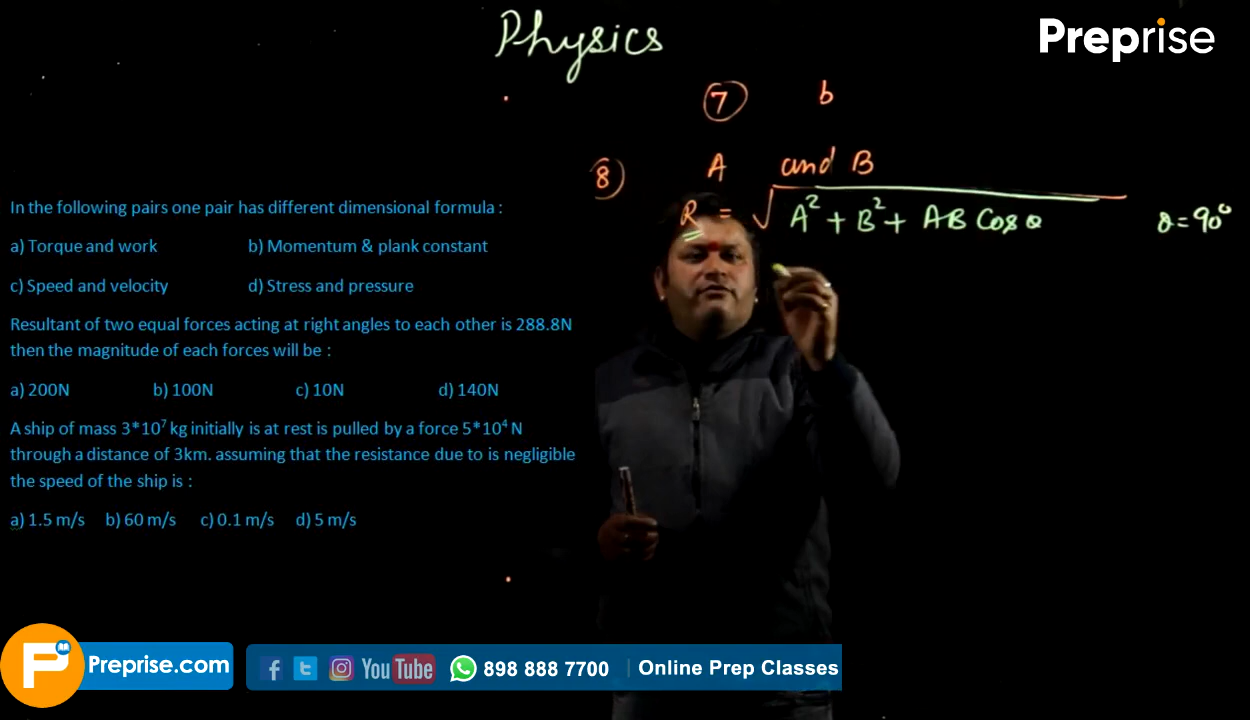 Physics
Preprise
7 b
8 A and B
R = √A² + B² + AB Cos θ θ = 90°
In the following pairs one pair has different dimensional formula :
a) Torque and work b) Momentum & plank constant
c) Speed and velocity d) Stress and pressure
Resultant of two equal forces acting at right angles to each other is 288.8N
then the magnitude of each forces will be :
a) 200N b) 100N c) 10N d) 140N
A ship of mass 3*10⁷ kg initially is at rest is pulled by a force 5*10⁴ N
through a distance of 3km. assuming that the resistance due to is negligible
the speed of the ship is :
a) 1.5 m/s b) 60 m/s c) 0.1 m/s d) 5 m/s
Preprise.com YouTube 898 888 7700 | Online Prep Classes